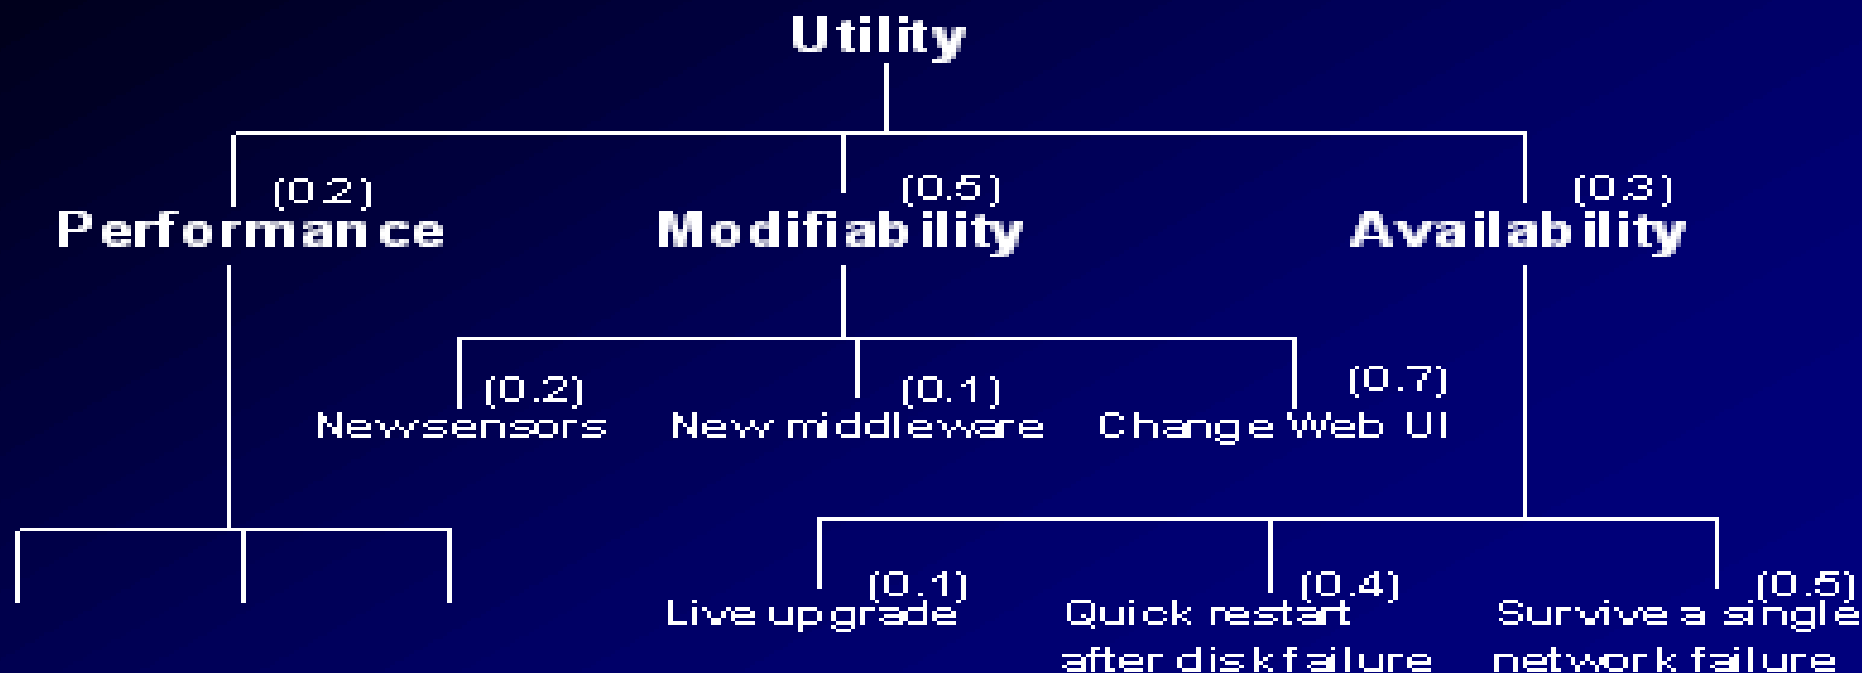 Utility
(0.2)
(0.5)
(0.3)
Performance
Modifiability
Availability
(0.2)
(0.1)
(0.7)
New sensors
New middleware
Change Web UI
(0.1)
(0.4)
(0.5)
Live upgrade
Quick restart
Survive a single
after disk failure
network failure